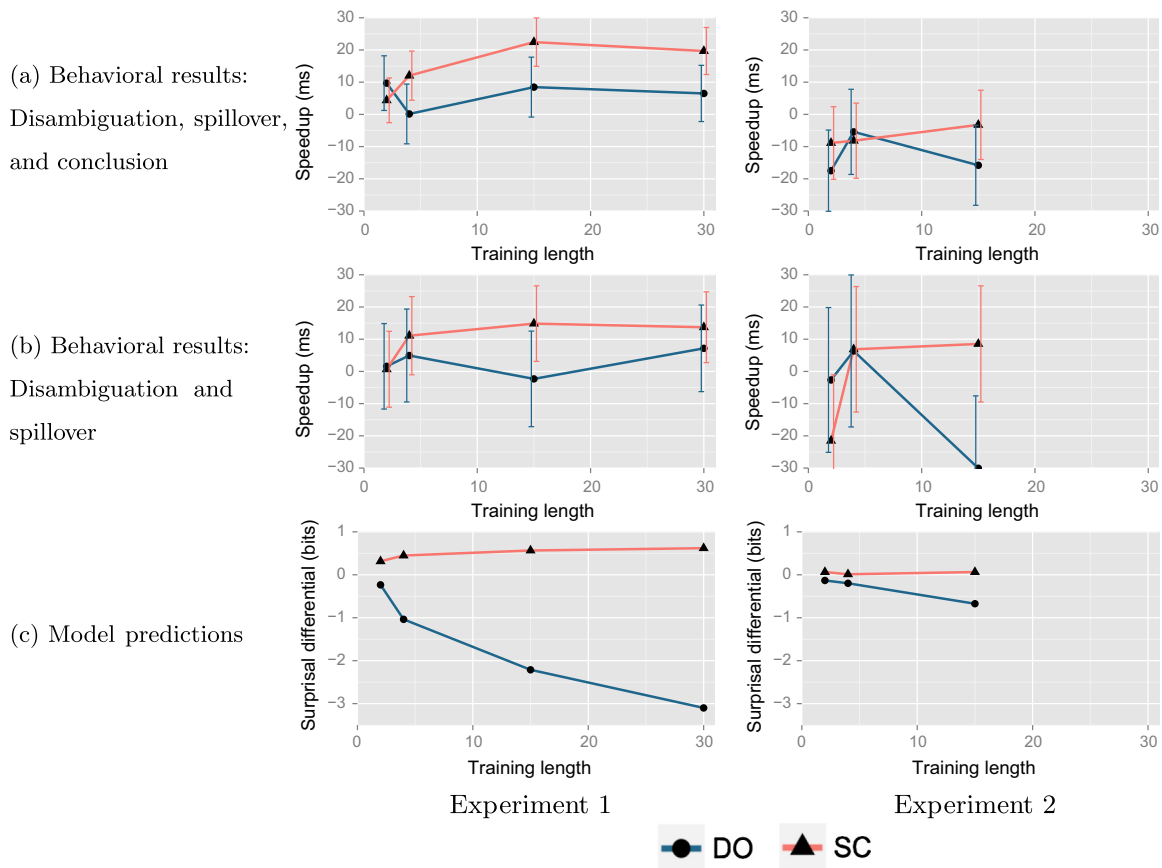 (a) Behavioral results:
Disambiguation, spillover,
and conclusion
Speedup (ms)
30
20
10
0
−10
−20
−30
0 10 20 30
Training length
Speedup (ms)
30
20
10
0
−10
−20
−30
0 10 20 30
Training length
(b) Behavioral results:
Disambiguation and
spillover
Speedup (ms)
30
20
10
0
−10
−20
−30
0 10 20 30
Training length
Speedup (ms)
30
20
10
0
−10
−20
−30
0 10 20 30
Training length
(c) Model predictions
Surprisal differential (bits)
1
0
−1
−2
−3
0 10 20 30
Training length
Surprisal differential (bits)
1
0
−1
−2
−3
0 10 20 30
Training length
Experiment 1
Experiment 2
DO SC